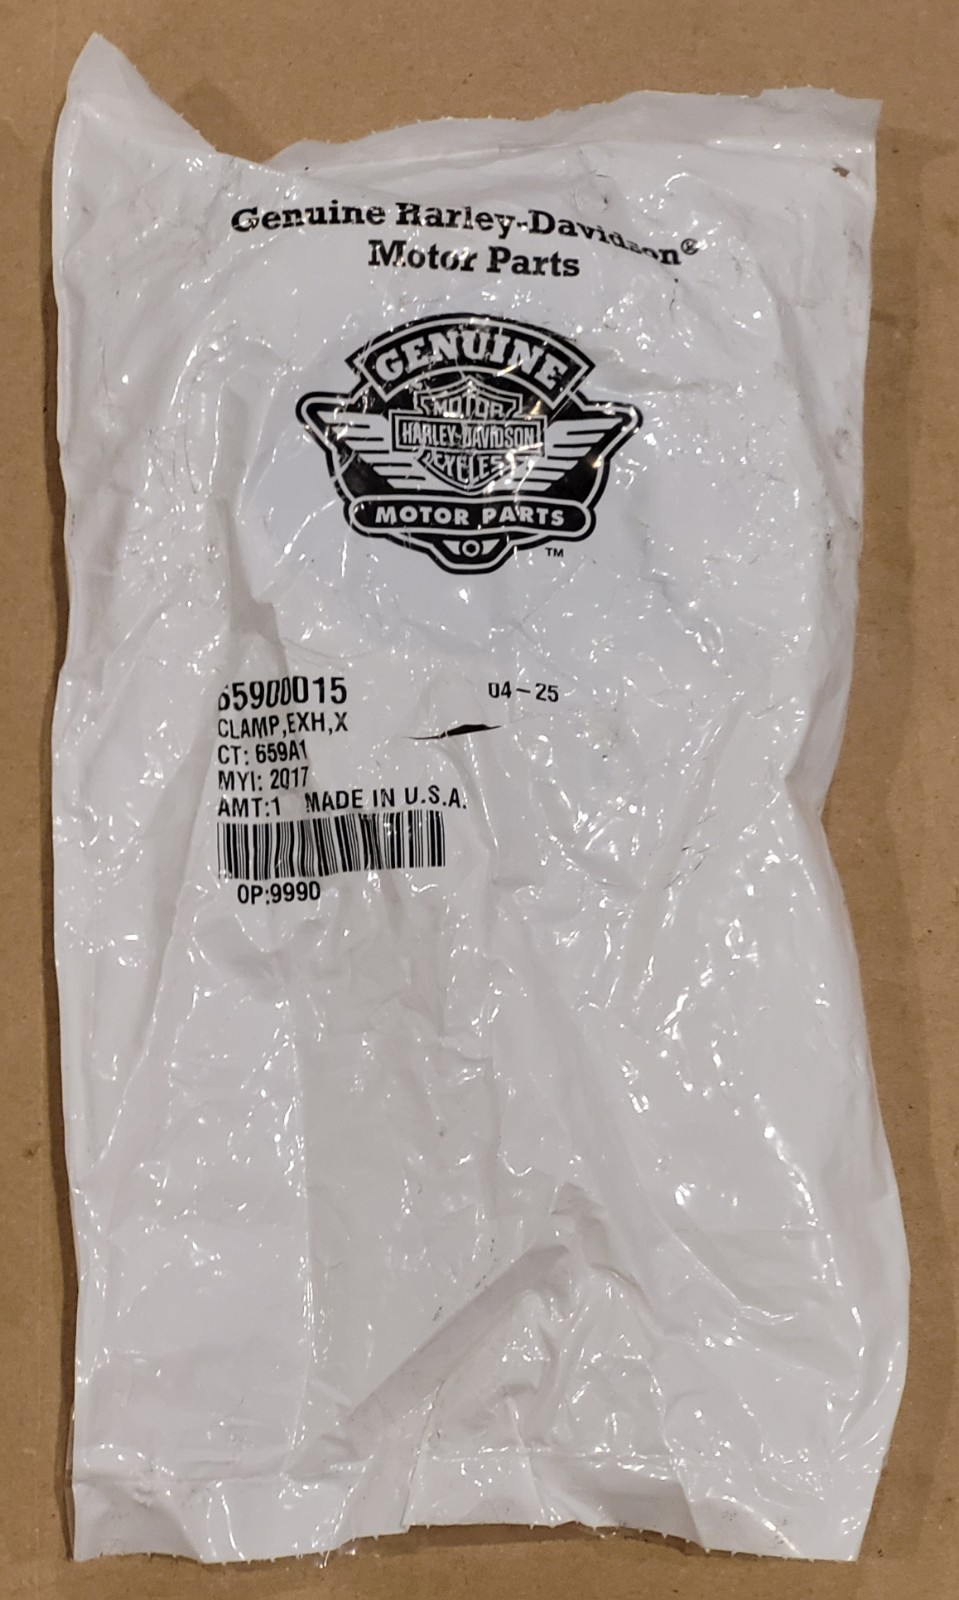 Genuine Harley-Davidson®
Motor Parts
GENUINE
MOTOR
HARLEY-DAVIDSON
CYCLES
MOTOR PARTS
TM
65900015
04-25
CLAMP,EXH,X
CT: 659A1
MYI: 2017
AMT:1 MADE IN U.S.A.
OP:9990